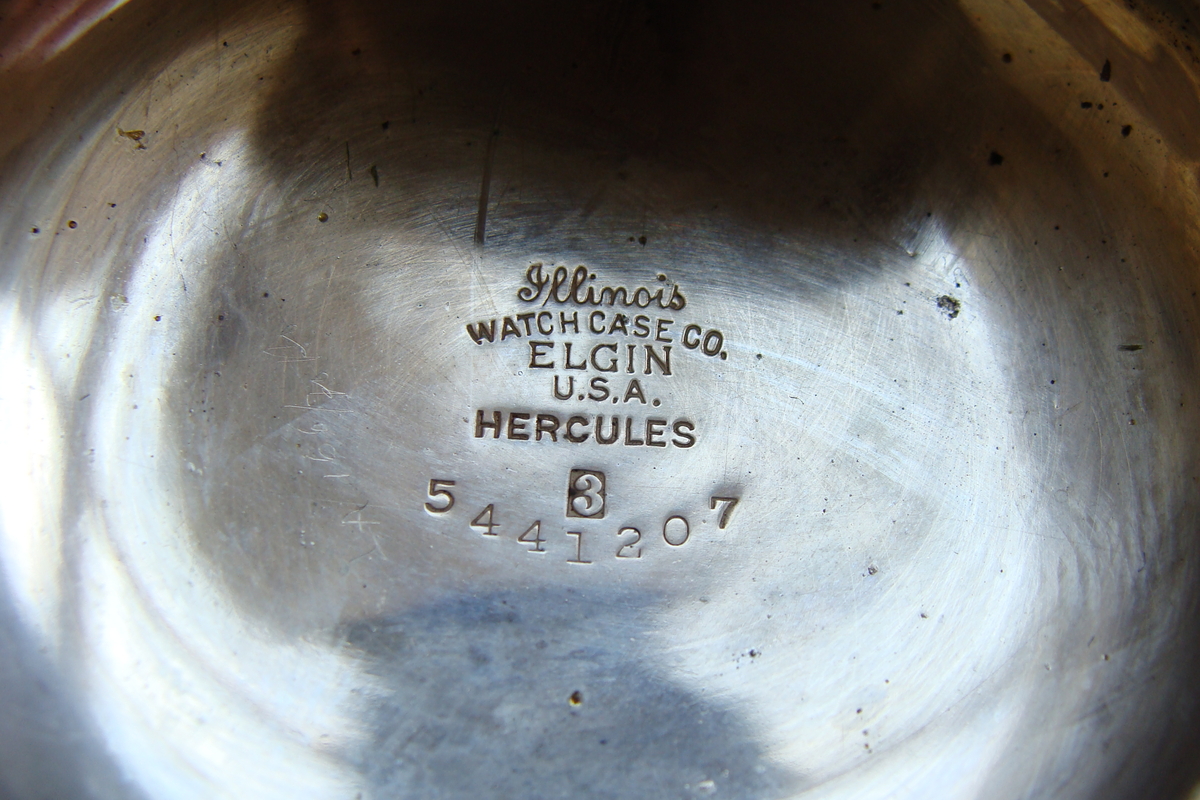 Illinois
WATCH CASE CO.
ELGIN
U.S.A.
HERCULES
3
5441207